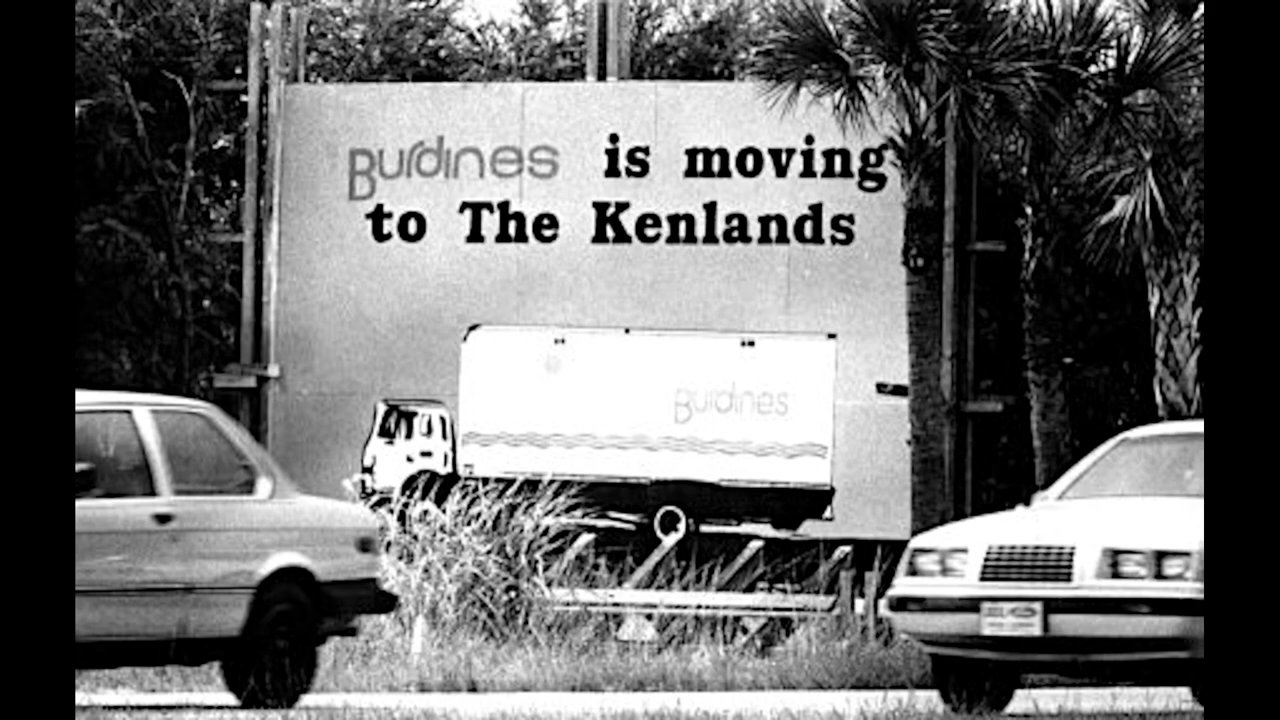 Burdines is moving
to The Kenlands
Burdines